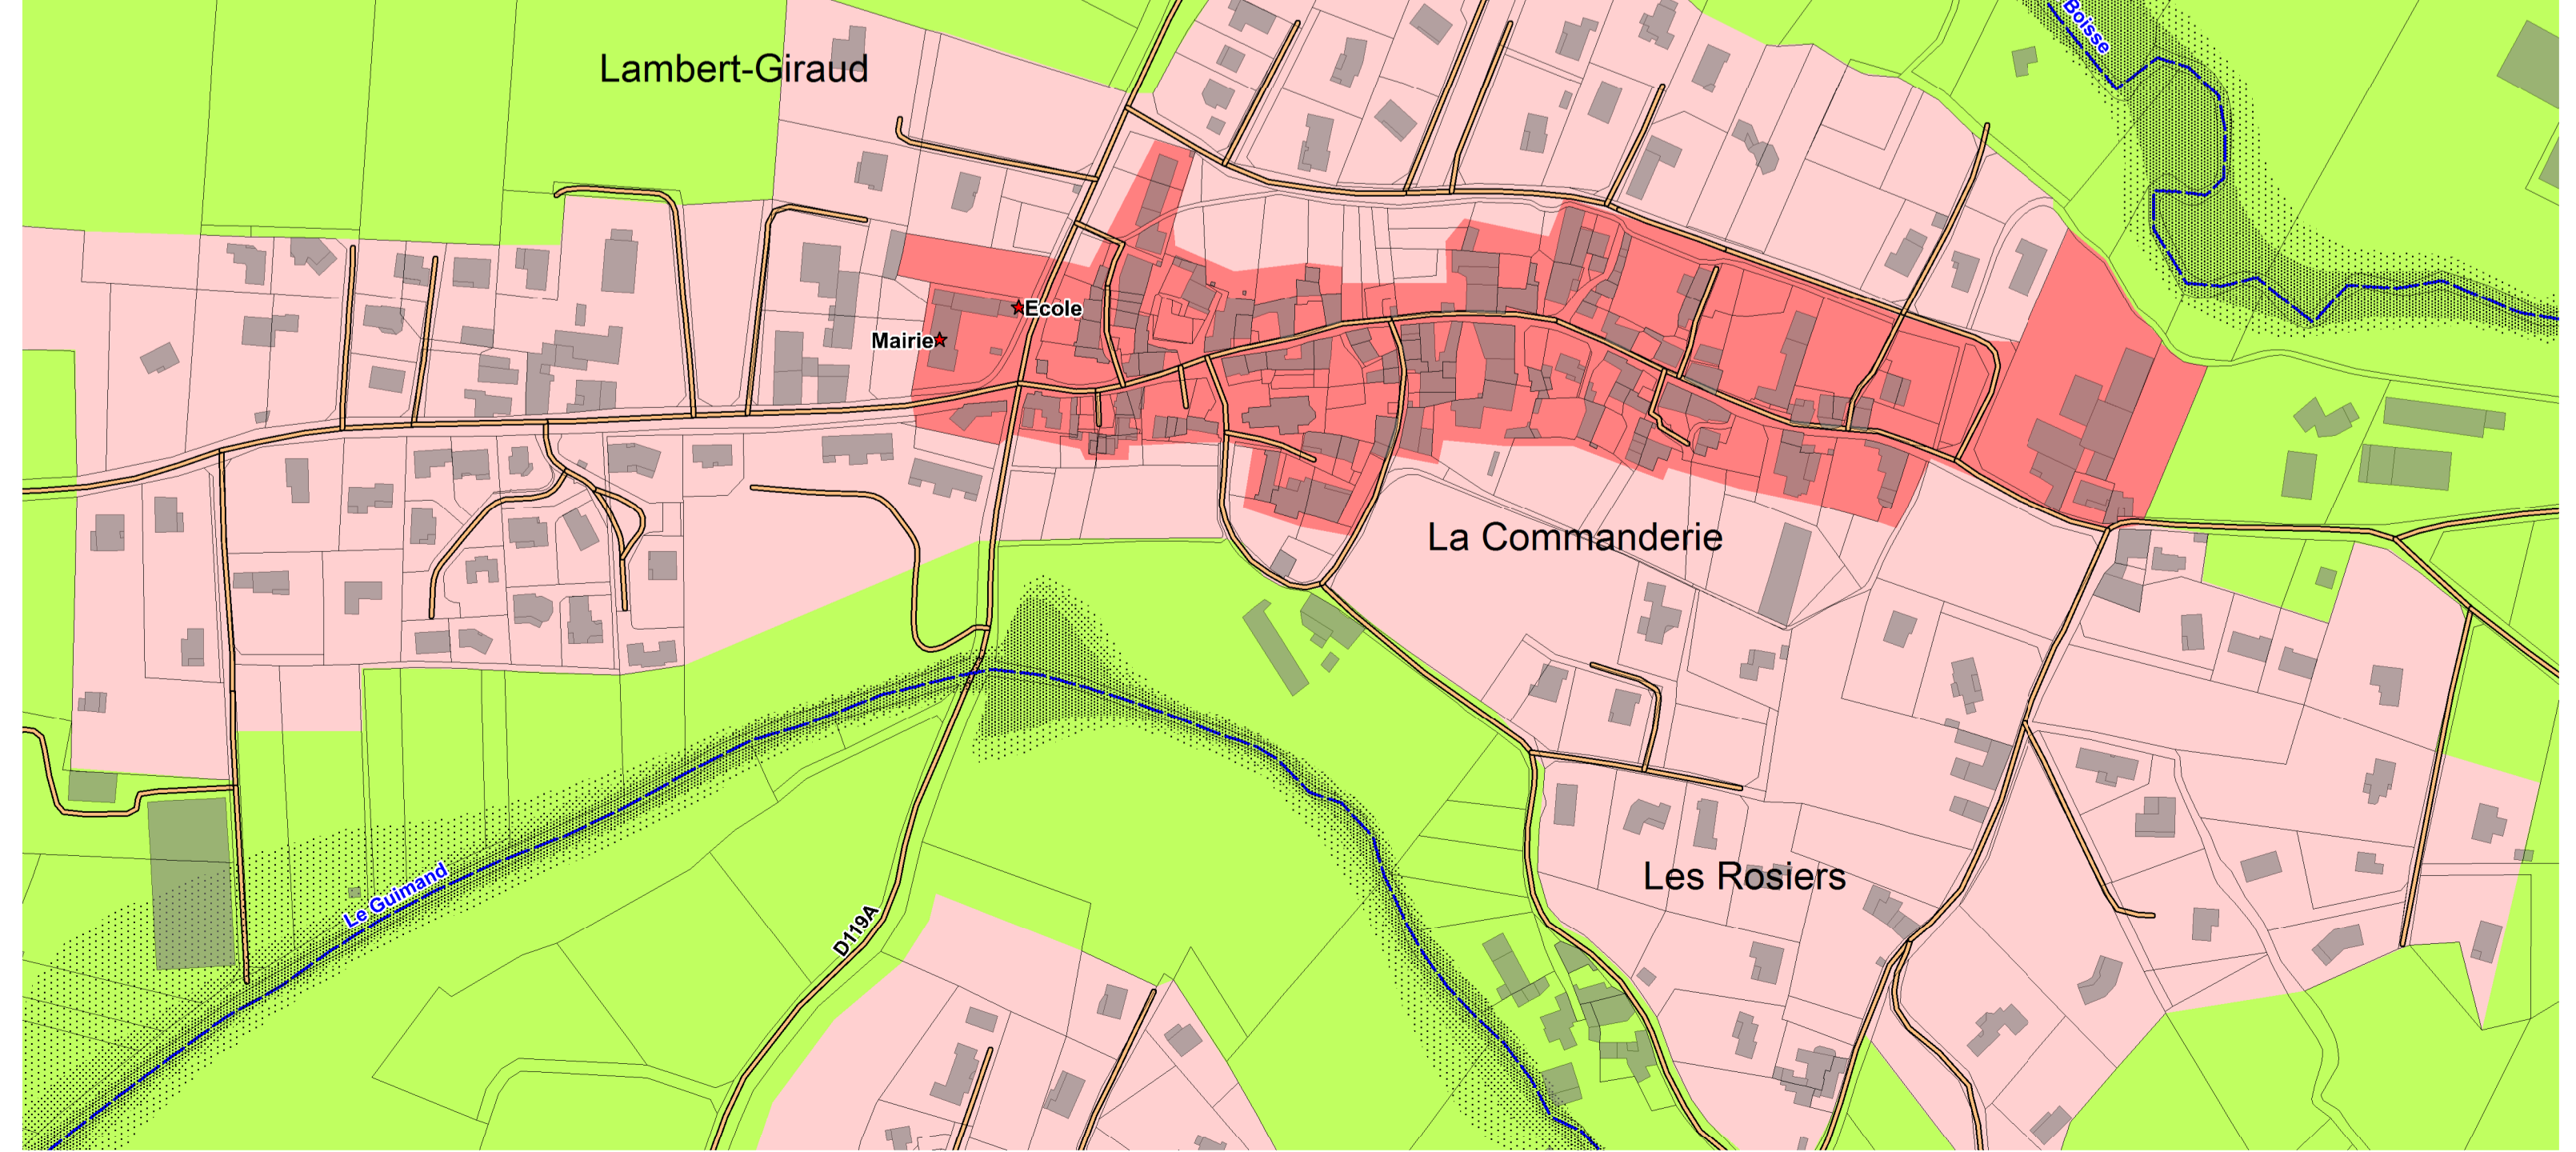 Boisse
Lambert-Giraud
Ecole
Mairie
La Commanderie
Les Rosiers
Le Guimand
D119A